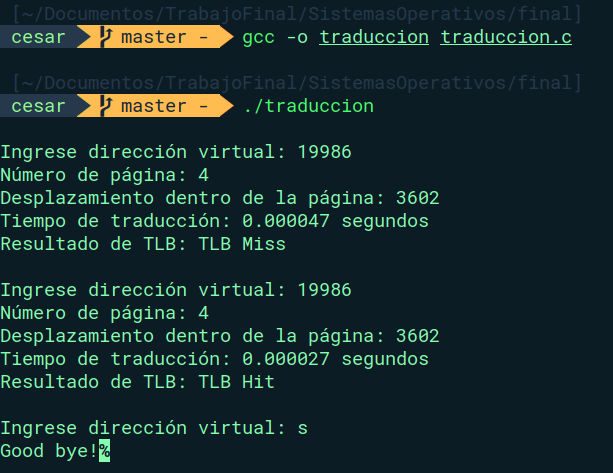 [~/Documentos/TrabajoFinal/SistemasOperativos/final]
cesar master - gcc -o traduccion traduccion.c
[~/Documentos/TrabajoFinal/SistemasOperativos/final]
cesar master - ./traduccion
Ingrese dirección virtual: 19986
Número de página: 4
Desplazamiento dentro de la página: 3602
Tiempo de traducción: 0.000047 segundos
Resultado de TLB: TLB Miss
Ingrese dirección virtual: 19986
Número de página: 4
Desplazamiento dentro de la página: 3602
Tiempo de traducción: 0.000027 segundos
Resultado de TLB: TLB Hit
Ingrese dirección virtual: s
Good bye!%